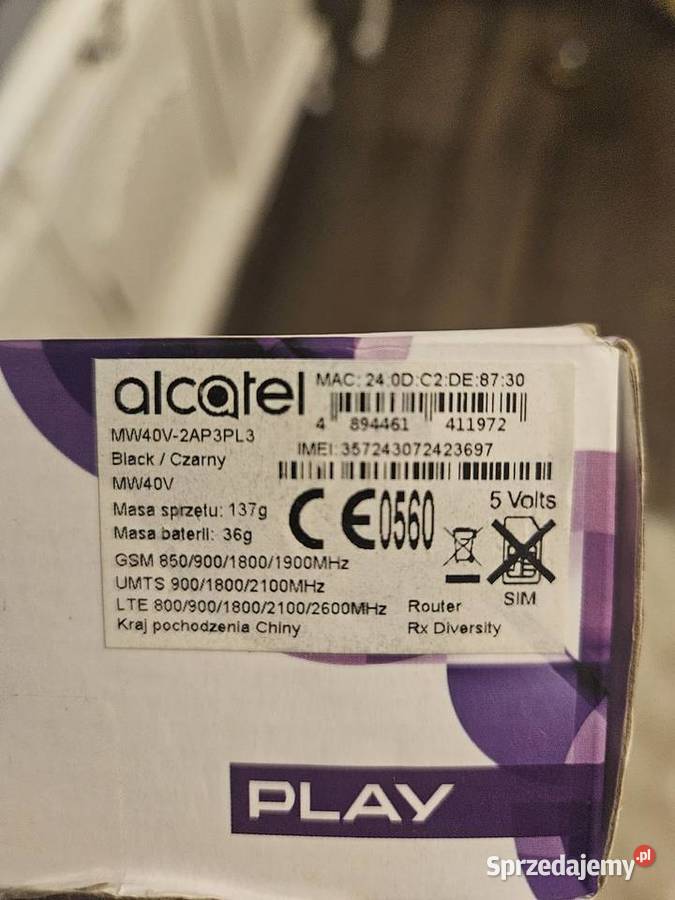 alcatel
MAC: 24:0D:C2:DE:87:30
4 894461 411972
MW40V-2AP3PL3
IMEI: 357243072423697
Black / Czarny
MW40V
Masa sprzętu: 137g
Masa baterii: 36g
CE0560
5 Volts
SIM
GSM 850/900/1800/1900MHz
UMTS 900/1800/2100MHz
LTE 800/900/1800/2100/2600MHz
Router
Kraj pochodzenia Chiny
Rx Diversity
PLAY
Sprzedajemy.pl